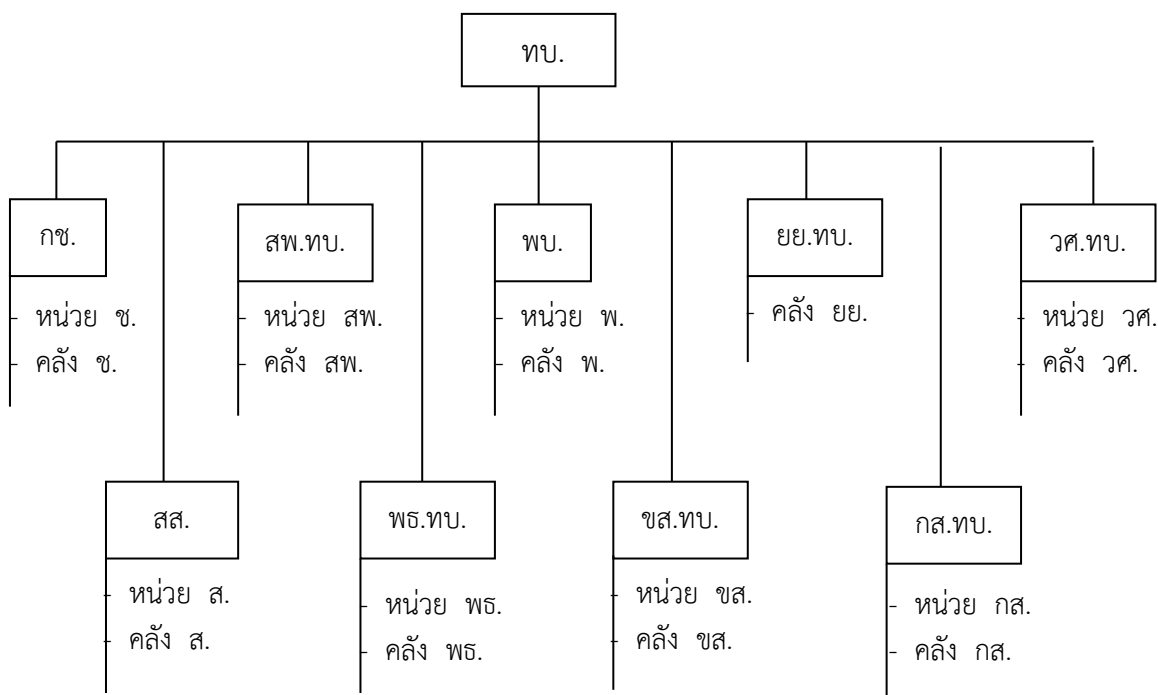 ทบ.
กช.
- หน่วย ช.
- คลัง ช.
สพ.ทบ.
- หน่วย สพ.
- คลัง สพ.
พบ.
- หน่วย พ.
- คลัง พ.
ยย.ทบ.
- คลัง ยย.
วศ.ทบ.
- หน่วย วศ.
- คลัง วศ.
สส.
- หน่วย ส.
- คลัง ส.
พธ.ทบ.
- หน่วย พธ.
- คลัง พธ.
ขส.ทบ.
- หน่วย ขส.
- คลัง ขส.
กส.ทบ.
- หน่วย กส.
- คลัง กส.